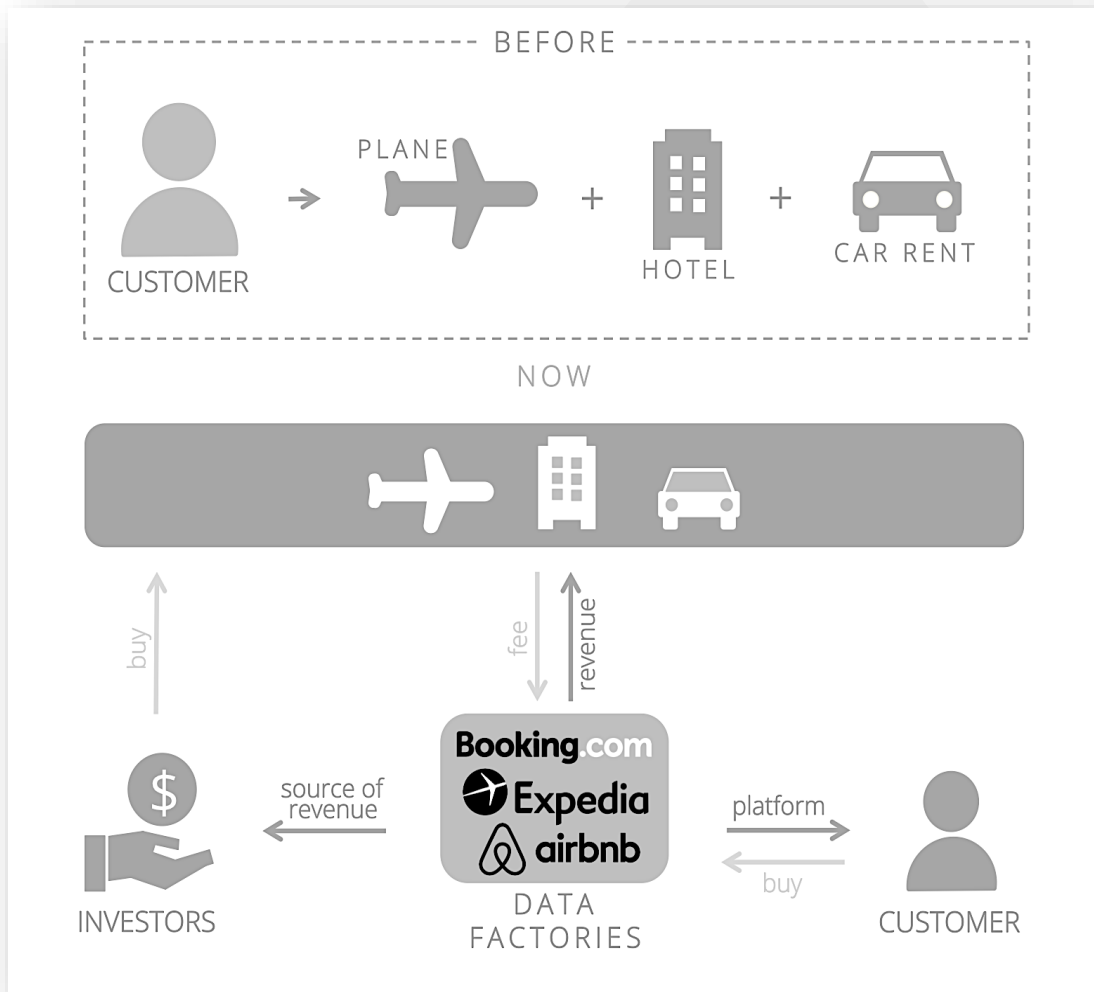 BEFORE
PLANE
HOTEL
CAR RENT
CUSTOMER
NOW
buy
fee
revenue
$
source of
revenue
Booking.com
Expedia
airbnb
platform
buy
INVESTORS
DATA
FACTORIES
CUSTOMER